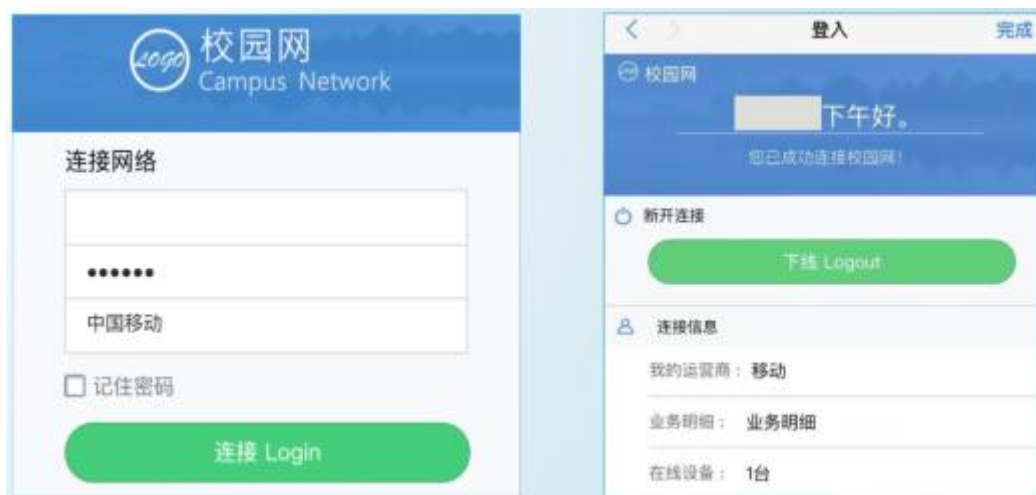 LOGO
校园网
Campus Network
连接网络
••••••
中国移动
记住密码
连接 Login
登入
完成
校园网
下午好。
您已成功连接校园网!
断开连接
下线 Logout
连接信息
我的运营商： 移动
业务明细： 业务明细
在线设备： 1台